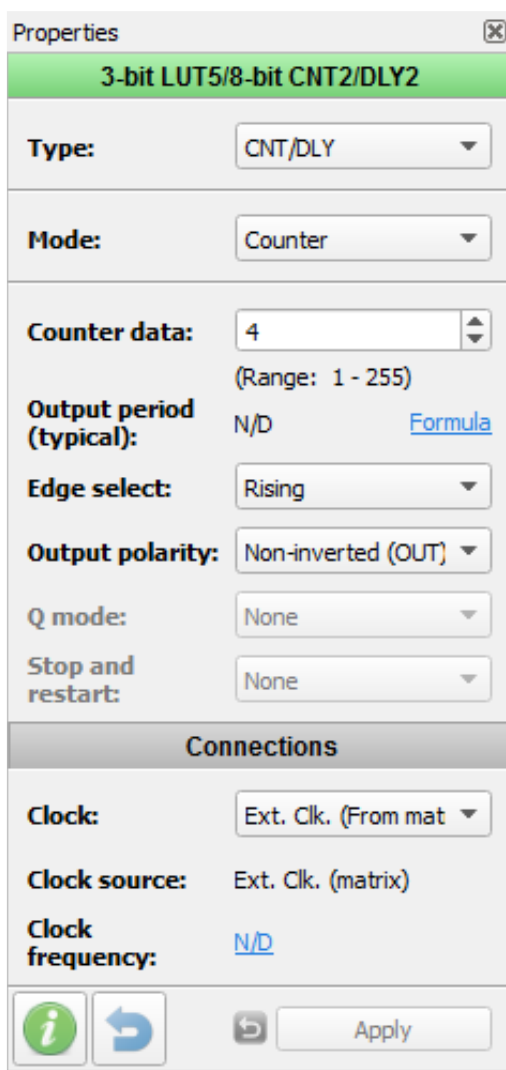 Properties
3-bit LUT5/8-bit CNT2/DLY2
Type: CNT/DLY
Mode: Counter
Counter data: 4
(Range: 1 - 255)
Output period (typical): N/D Formula
Edge select: Rising
Output polarity: Non-inverted (OUT)
Q mode: None
Stop and restart: None
Connections
Clock: Ext. Clk. (From mat
Clock source: Ext. Clk. (matrix)
Clock frequency: N/D
Apply